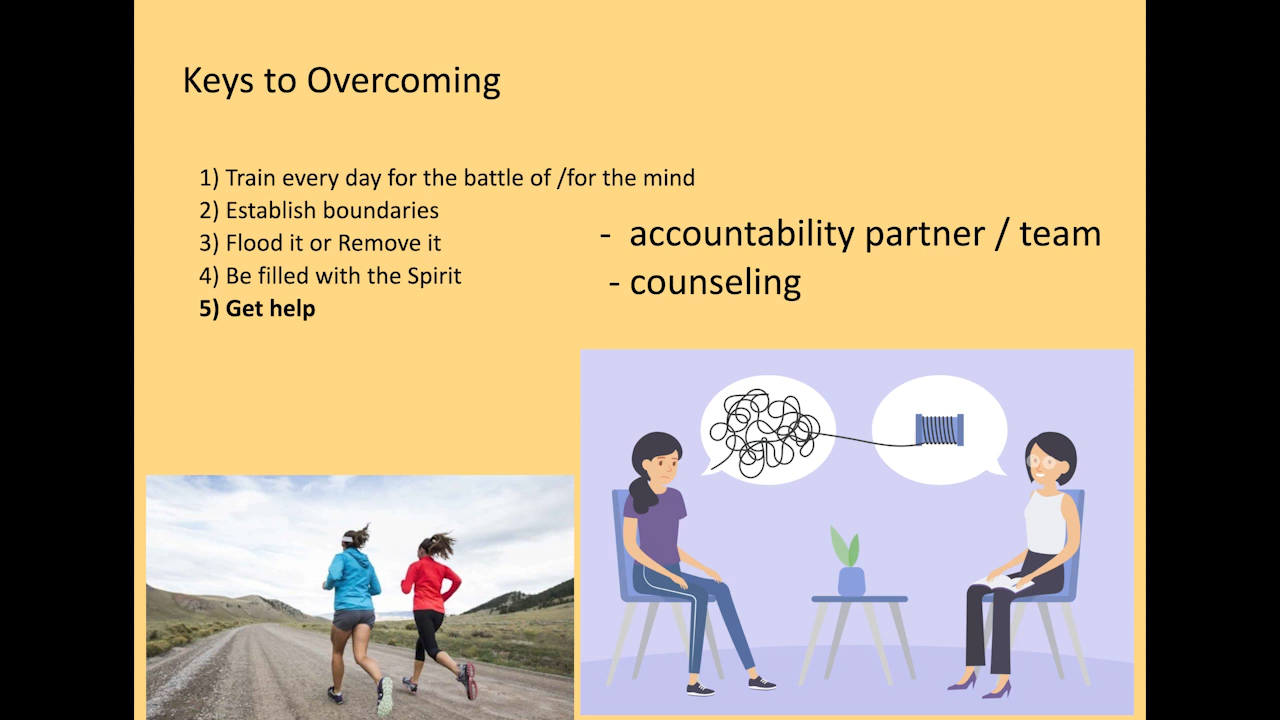 Keys to Overcoming
1) Train every day for the battle of /for the mind
2) Establish boundaries
3) Flood it or Remove it
4) Be filled with the Spirit
5) Get help
- accountability partner / team
- counseling